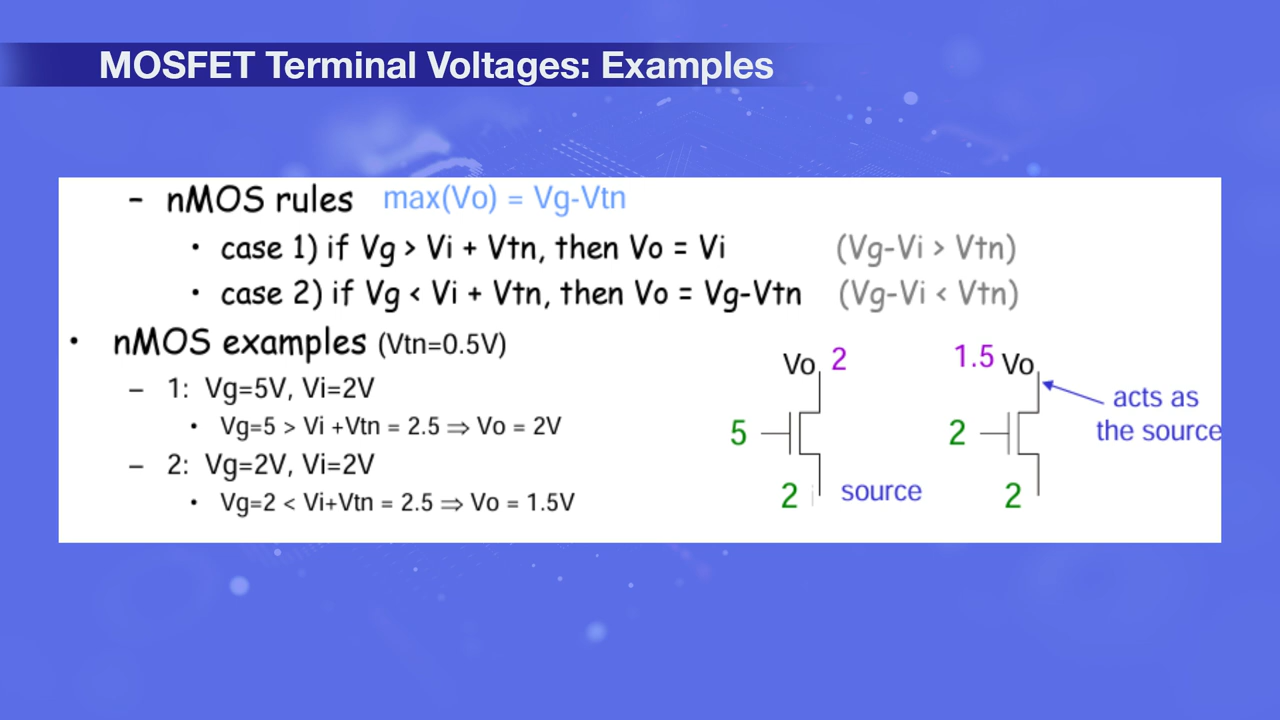 MOSFET Terminal Voltages: Examples
– nMOS rules max(Vo) = Vg-Vtn
• case 1) if Vg > Vi + Vtn, then Vo = Vi (Vg-Vi > Vtn)
• case 2) if Vg < Vi + Vtn, then Vo = Vg-Vtn (Vg-Vi < Vtn)
• nMOS examples (Vtn=0.5V)
– 1: Vg=5V, Vi=2V
• Vg=5 > Vi +Vtn = 2.5 ⇒ Vo = 2V
– 2: Vg=2V, Vi=2V
• Vg=2 < Vi+Vtn = 2.5 ⇒ Vo = 1.5V
Vo 2
5
2 source
1.5 Vo
acts as
the source
2
2